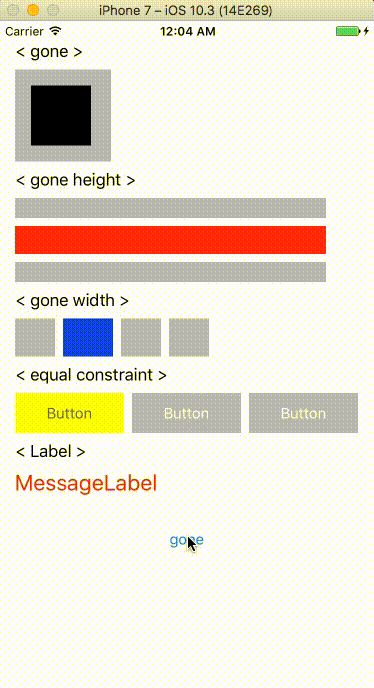 iPhone 7 – iOS 10.3 (14E269)
Carrier 12:04 AM
< gone >
< gone height >
< gone width >
< equal constraint >
Button Button Button
< Label >
MessageLabel
gone